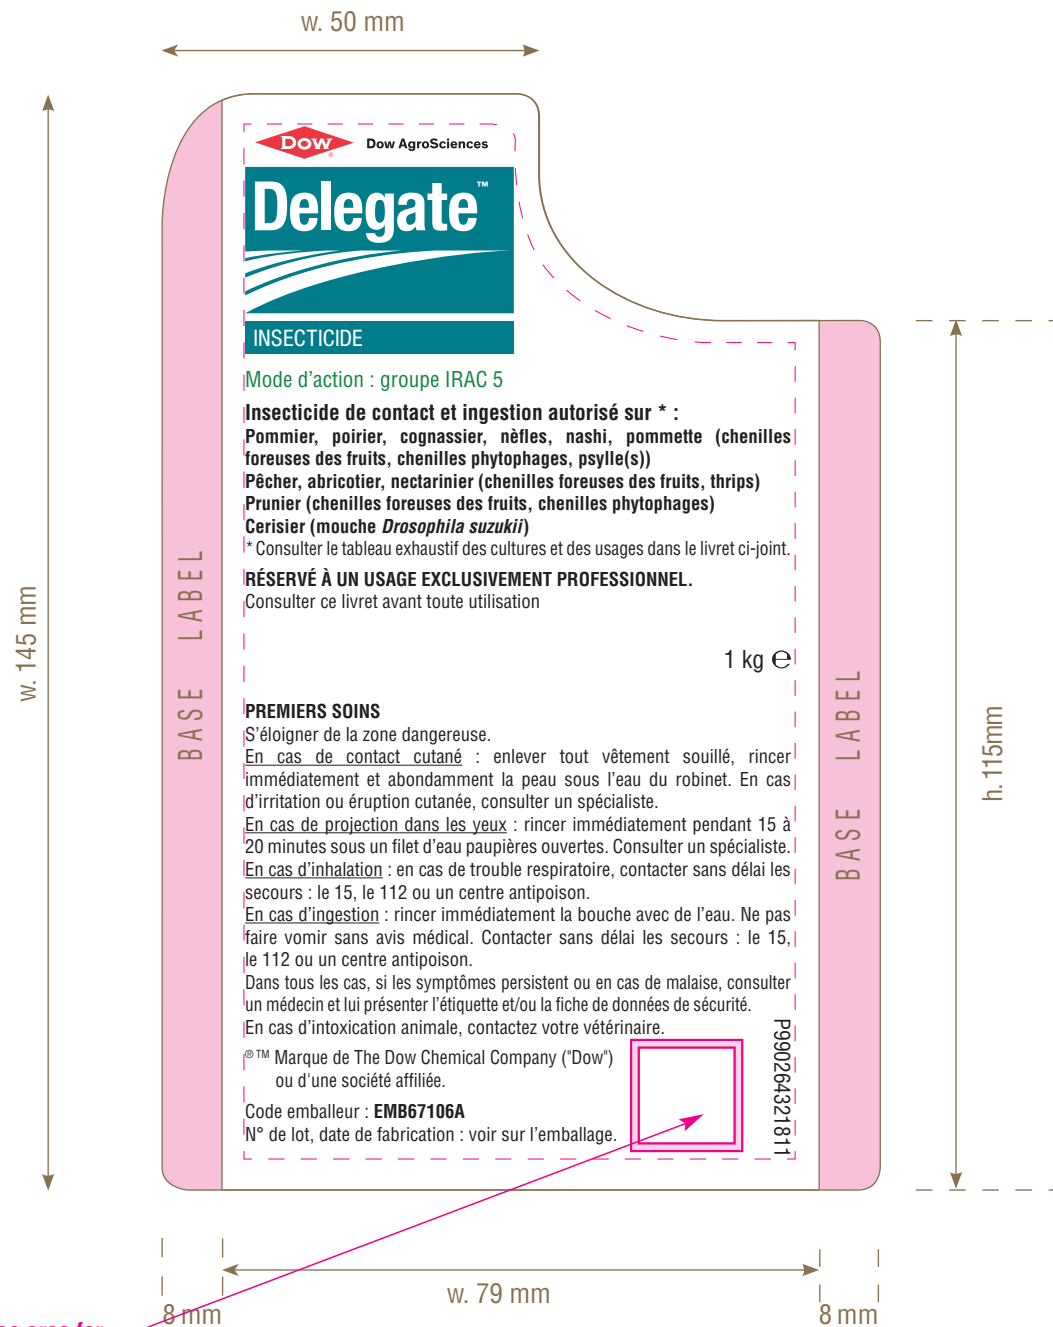 w. 50 mm
DOW®
Dow AgroSciences
Delegate™
INSECTICIDE
Mode d’action : groupe IRAC 5
Insecticide de contact et ingestion autorisé sur * :
Pommier, poirier, cognassier, nèfles, nashi, pommette (chenilles
foreuses des fruits, chenilles phytophages, psylle(s))
Pêcher, abricotier, nectarinier (chenilles foreuses des fruits, thrips)
Prunier (chenilles foreuses des fruits, chenilles phytophages)
Cerisier (mouche Drosophila suzukii)
* Consulter le tableau exhaustif des cultures et des usages dans le livret ci-joint.
RÉSERVÉ À UN USAGE EXCLUSIVEMENT PROFESSIONNEL.
Consulter ce livret avant toute utilisation
1 kg ℮
PREMIERS SOINS
S’éloigner de la zone dangereuse.
En cas de contact cutané : enlever tout vêtement souillé, rincer
immédiatement et abondamment la peau sous l’eau du robinet. En cas
d’irritation ou éruption cutanée, consulter un spécialiste.
En cas de projection dans les yeux : rincer immédiatement pendant 15 à
20 minutes sous un filet d’eau paupières ouvertes. Consulter un spécialiste.
En cas d’inhalation : en cas de trouble respiratoire, contacter sans délai les
secours : le 15, le 112 ou un centre antipoison.
En cas d’ingestion : rincer immédiatement la bouche avec de l’eau. Ne pas
faire vomir sans avis médical. Contacter sans délai les secours : le 15,
le 112 ou un centre antipoison.
Dans tous les cas, si les symptômes persistent ou en cas de malaise, consulter
un médecin et lui présenter l’étiquette et/ou la fiche de données de sécurité.
En cas d’intoxication animale, contactez votre vétérinaire.
®™ Marque de The Dow Chemical Company ("Dow")
ou d'une société affiliée.
Code emballeur : EMB67106A
N° de lot, date de fabrication : voir sur l’emballage.
P990264321811
BASE LABEL
BASE LABEL
w. 145 mm
h. 115mm
w. 79 mm
8 mm
8 mm
area for